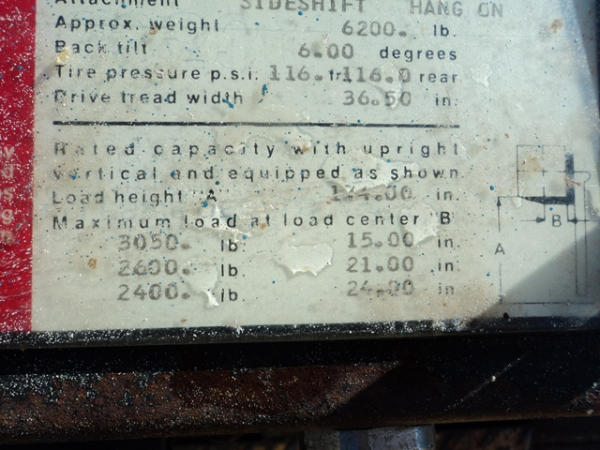 Attachment SIDESHIFT HANG ON
Approx. weight 6200. lb.
Back tilt 6.00 degrees
Tire pressure p.s.i. 116. fr 116.0 rear
Drive tread width 36.50 in.
Rated capacity with upright
vertical and equipped as shown
Load height "A" in.
Maximum load at load center "B"
3050. lb. 15.00 in.
2600. lb. 21.00 in.
2400. lb. 24.00 in.
B
A